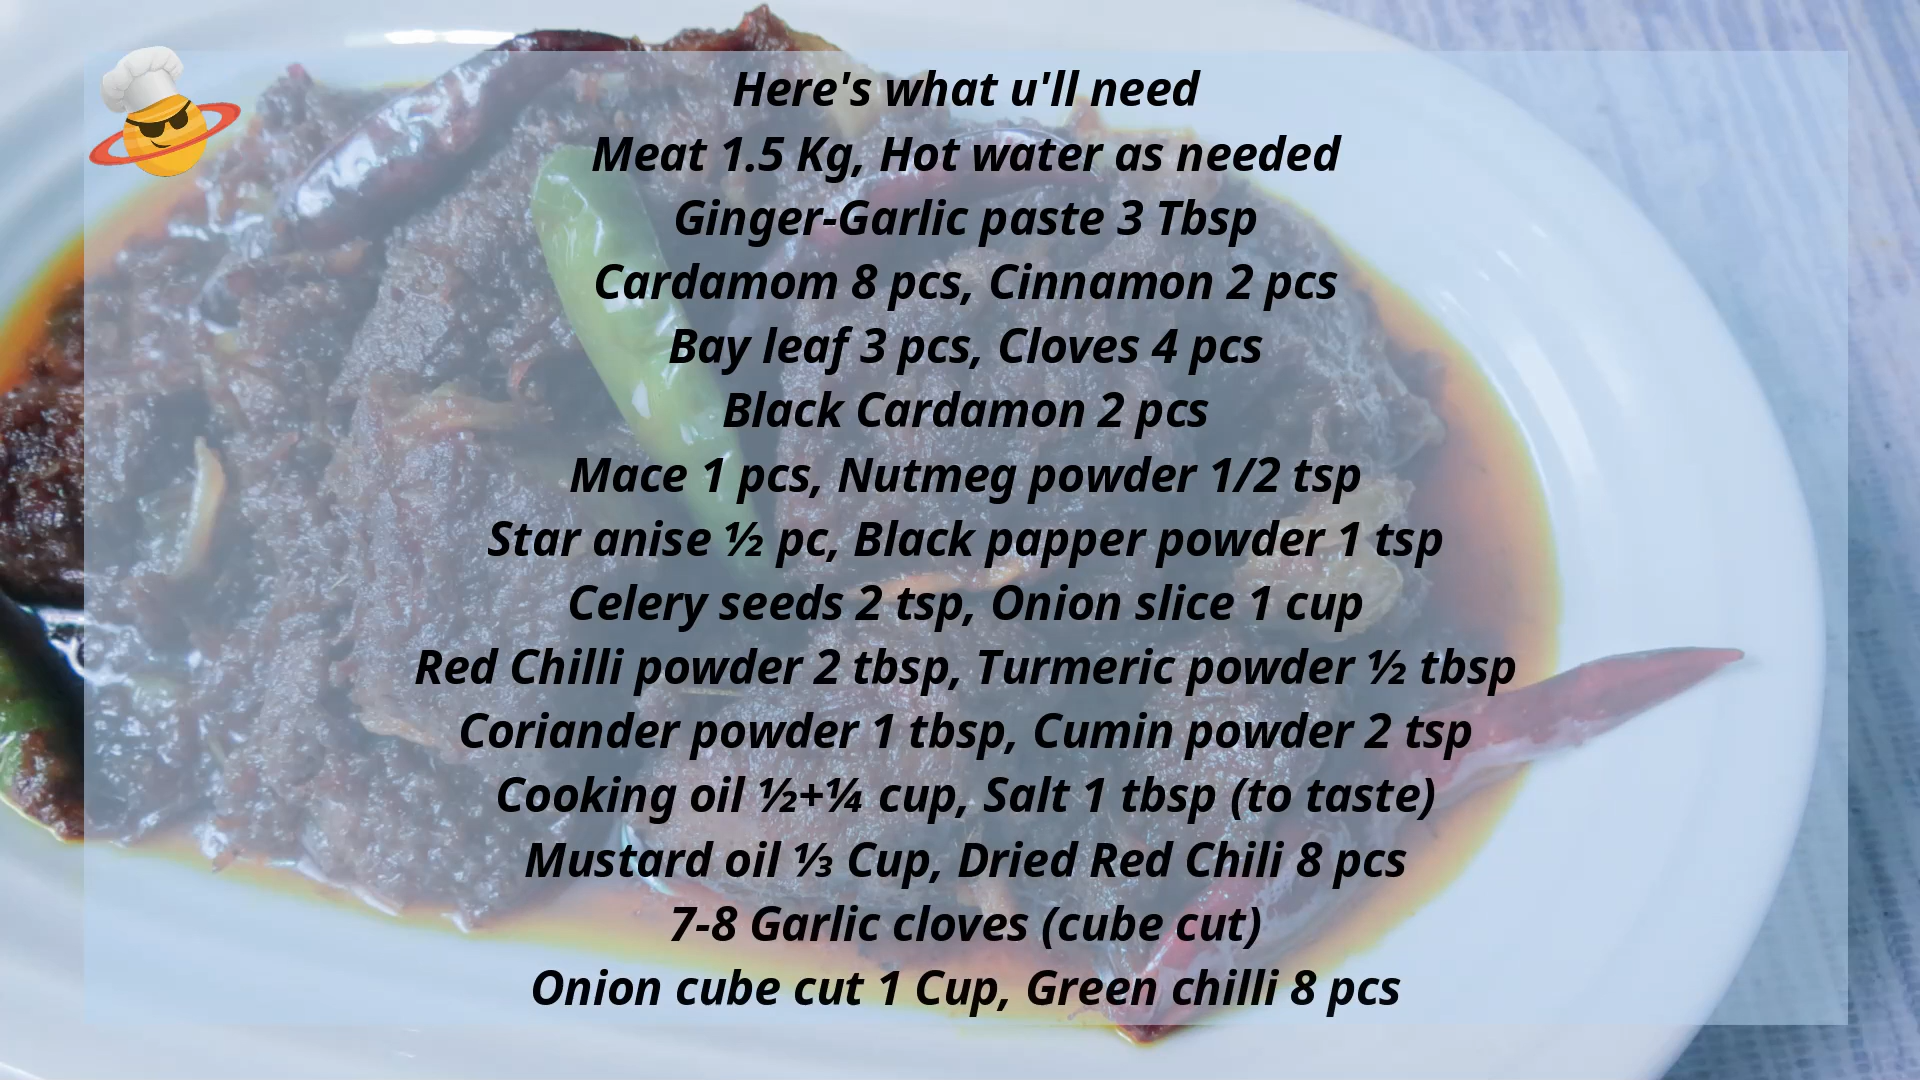 Here's what u'll need
Meat 1.5 Kg, Hot water as needed
Ginger-Garlic paste 3 Tbsp
Cardamom 8 pcs, Cinnamon 2 pcs
Bay leaf 3 pcs, Cloves 4 pcs
Black Cardamon 2 pcs
Mace 1 pcs, Nutmeg powder 1/2 tsp
Star anise ½ pc, Black papper powder 1 tsp
Celery seeds 2 tsp, Onion slice 1 cup
Red Chilli powder 2 tbsp, Turmeric powder ½ tbsp
Coriander powder 1 tbsp, Cumin powder 2 tsp
Cooking oil ½+¼ cup, Salt 1 tbsp (to taste)
Mustard oil ⅓ Cup, Dried Red Chili 8 pcs
7-8 Garlic cloves (cube cut)
Onion cube cut 1 Cup, Green chilli 8 pcs